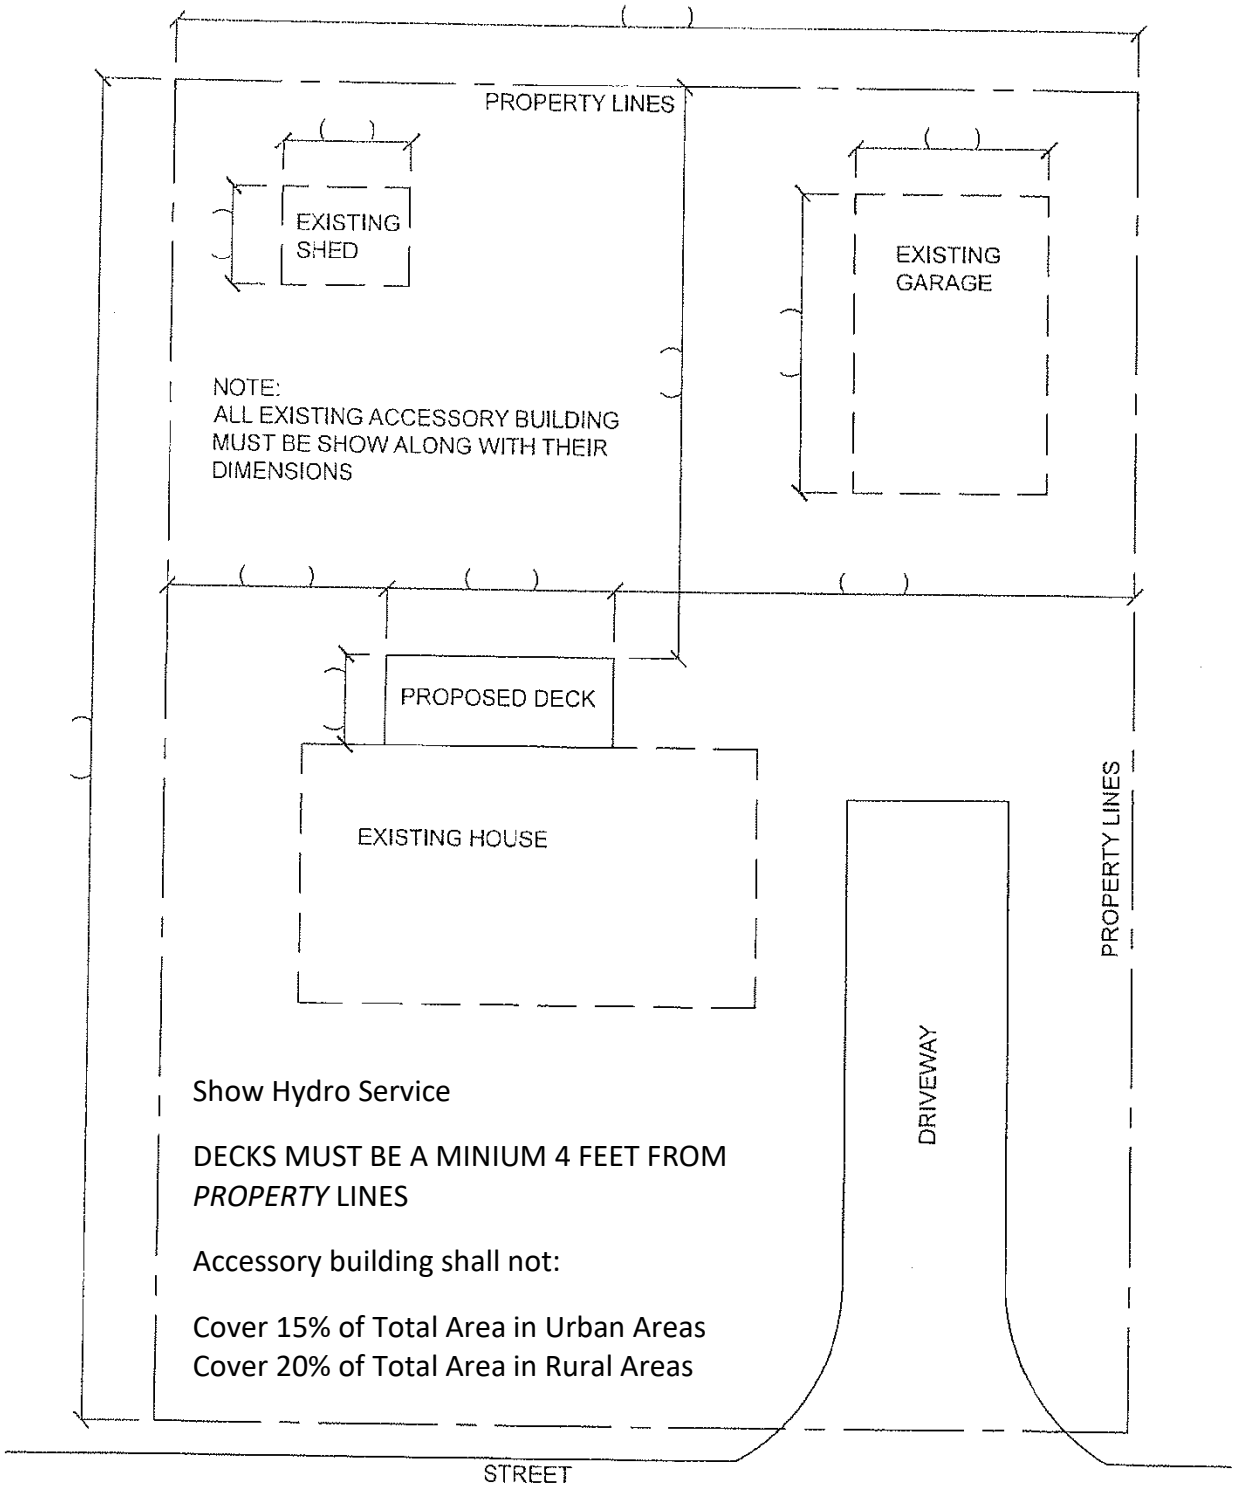 PROPERTY LINES
EXISTING
SHED
EXISTING
GARAGE
NOTE:
ALL EXISTING ACCESSORY BUILDING
MUST BE SHOW ALONG WITH THEIR
DIMENSIONS
PROPOSED DECK
EXISTING HOUSE
PROPERTY LINES
DRIVEWAY
Show Hydro Service
DECKS MUST BE A MINIUM 4 FEET FROM
PROPERTY LINES
Accessory building shall not:
Cover 15% of Total Area in Urban Areas
Cover 20% of Total Area in Rural Areas
STREET